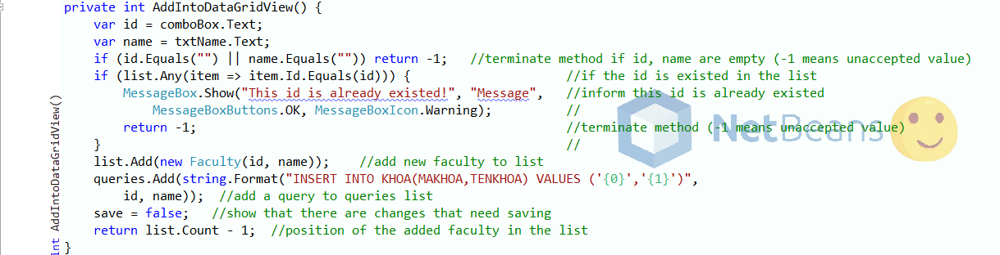 private int AddIntoDataGridView() {
var id = comboBox.Text;
var name = txtName.Text;
if (id.Equals("") || name.Equals("")) return -1;   //terminate method if id, name are empty (-1 means unaccepted value)
if (list.Any(item => item.Id.Equals(id))) {   //if the id is existed in the list
MessageBox.Show("This id is already existed!", "Message",   //inform this id is already existed
MessageBoxButtons.OK, MessageBoxIcon.Warning);   //
return -1;   //terminate method (-1 means unaccepted value)
}   //
list.Add(new Faculty(id, name));   //add new faculty to list
queries.Add(string.Format("INSERT INTO KHOA(MAKHOA,TENKHOA) VALUES ('{0}','{1}')",
id, name));  //add a query to queries list
save = false;   //show that there are changes that need saving
return list.Count - 1;  //position of the added faculty in the list
}
int AddIntoDataGridView()
NetBeans